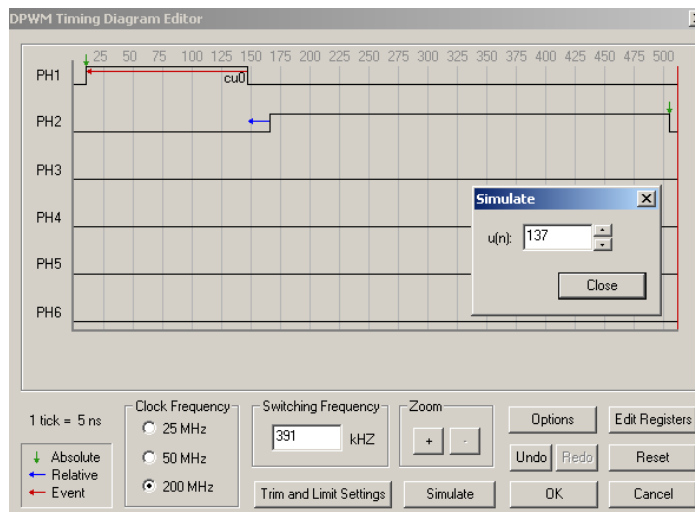 DPWM Timing Diagram Editor
25 50 75 100 125 150 175 200 225 250 275 300 325 350 375 400 425 450 475 500
PH1
cu0
PH2
PH3
PH4
PH5
PH6
Simulate
u(n): 137
Close
1 tick = 5 ns
Absolute
Relative
Event
Clock Frequency
25 MHz
50 MHz
200 MHz
Switching Frequency
391 kHZ
Zoom
+ -
Options Edit Registers
Undo Redo Reset
Trim and Limit Settings Simulate OK Cancel